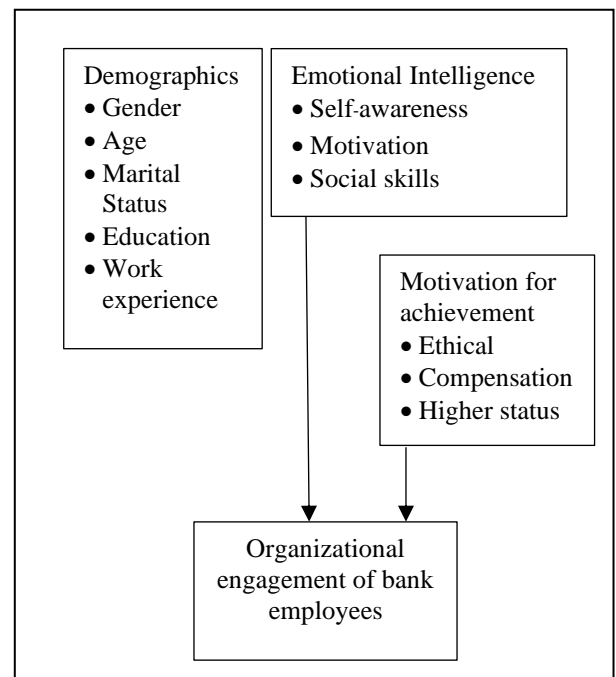 Demographics
• Gender
• Age
• Marital
Status
• Education
• Work
experience
Emotional Intelligence
• Self-awareness
• Motivation
• Social skills
Motivation for
achievement
• Ethical
• Compensation
• Higher status
Organizational
engagement of bank
employees